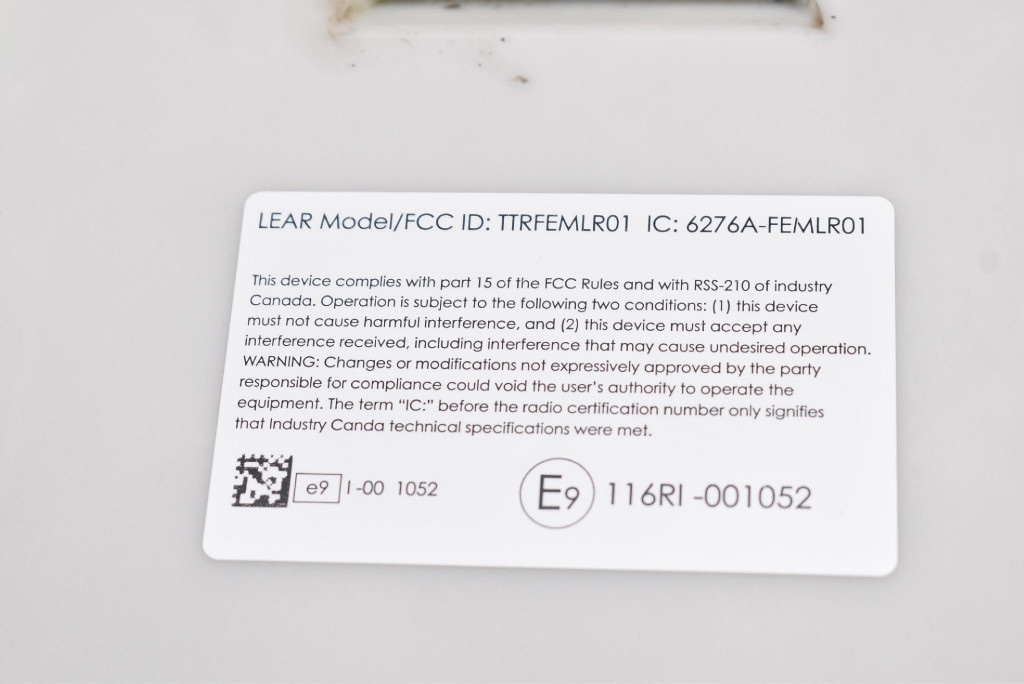 LEAR Model/FCC ID: TTRFEMLR01 IC: 6276A-FEMLR01
This device complies with part 15 of the FCC Rules and with RSS-210 of industry
Canada. Operation is subject to the following two conditions: (1) this device
must not cause harmful interference, and (2) this device must accept any
interference received, including interference that may cause undesired operation.
WARNING: Changes or modifications not expressively approved by the party
responsible for compliance could void the user's authority to operate the
equipment. The term “IC:” before the radio certification number only signifies
that Industry Canda technical specifications were met.
e9 I-00 1052 E9 116RI-001052